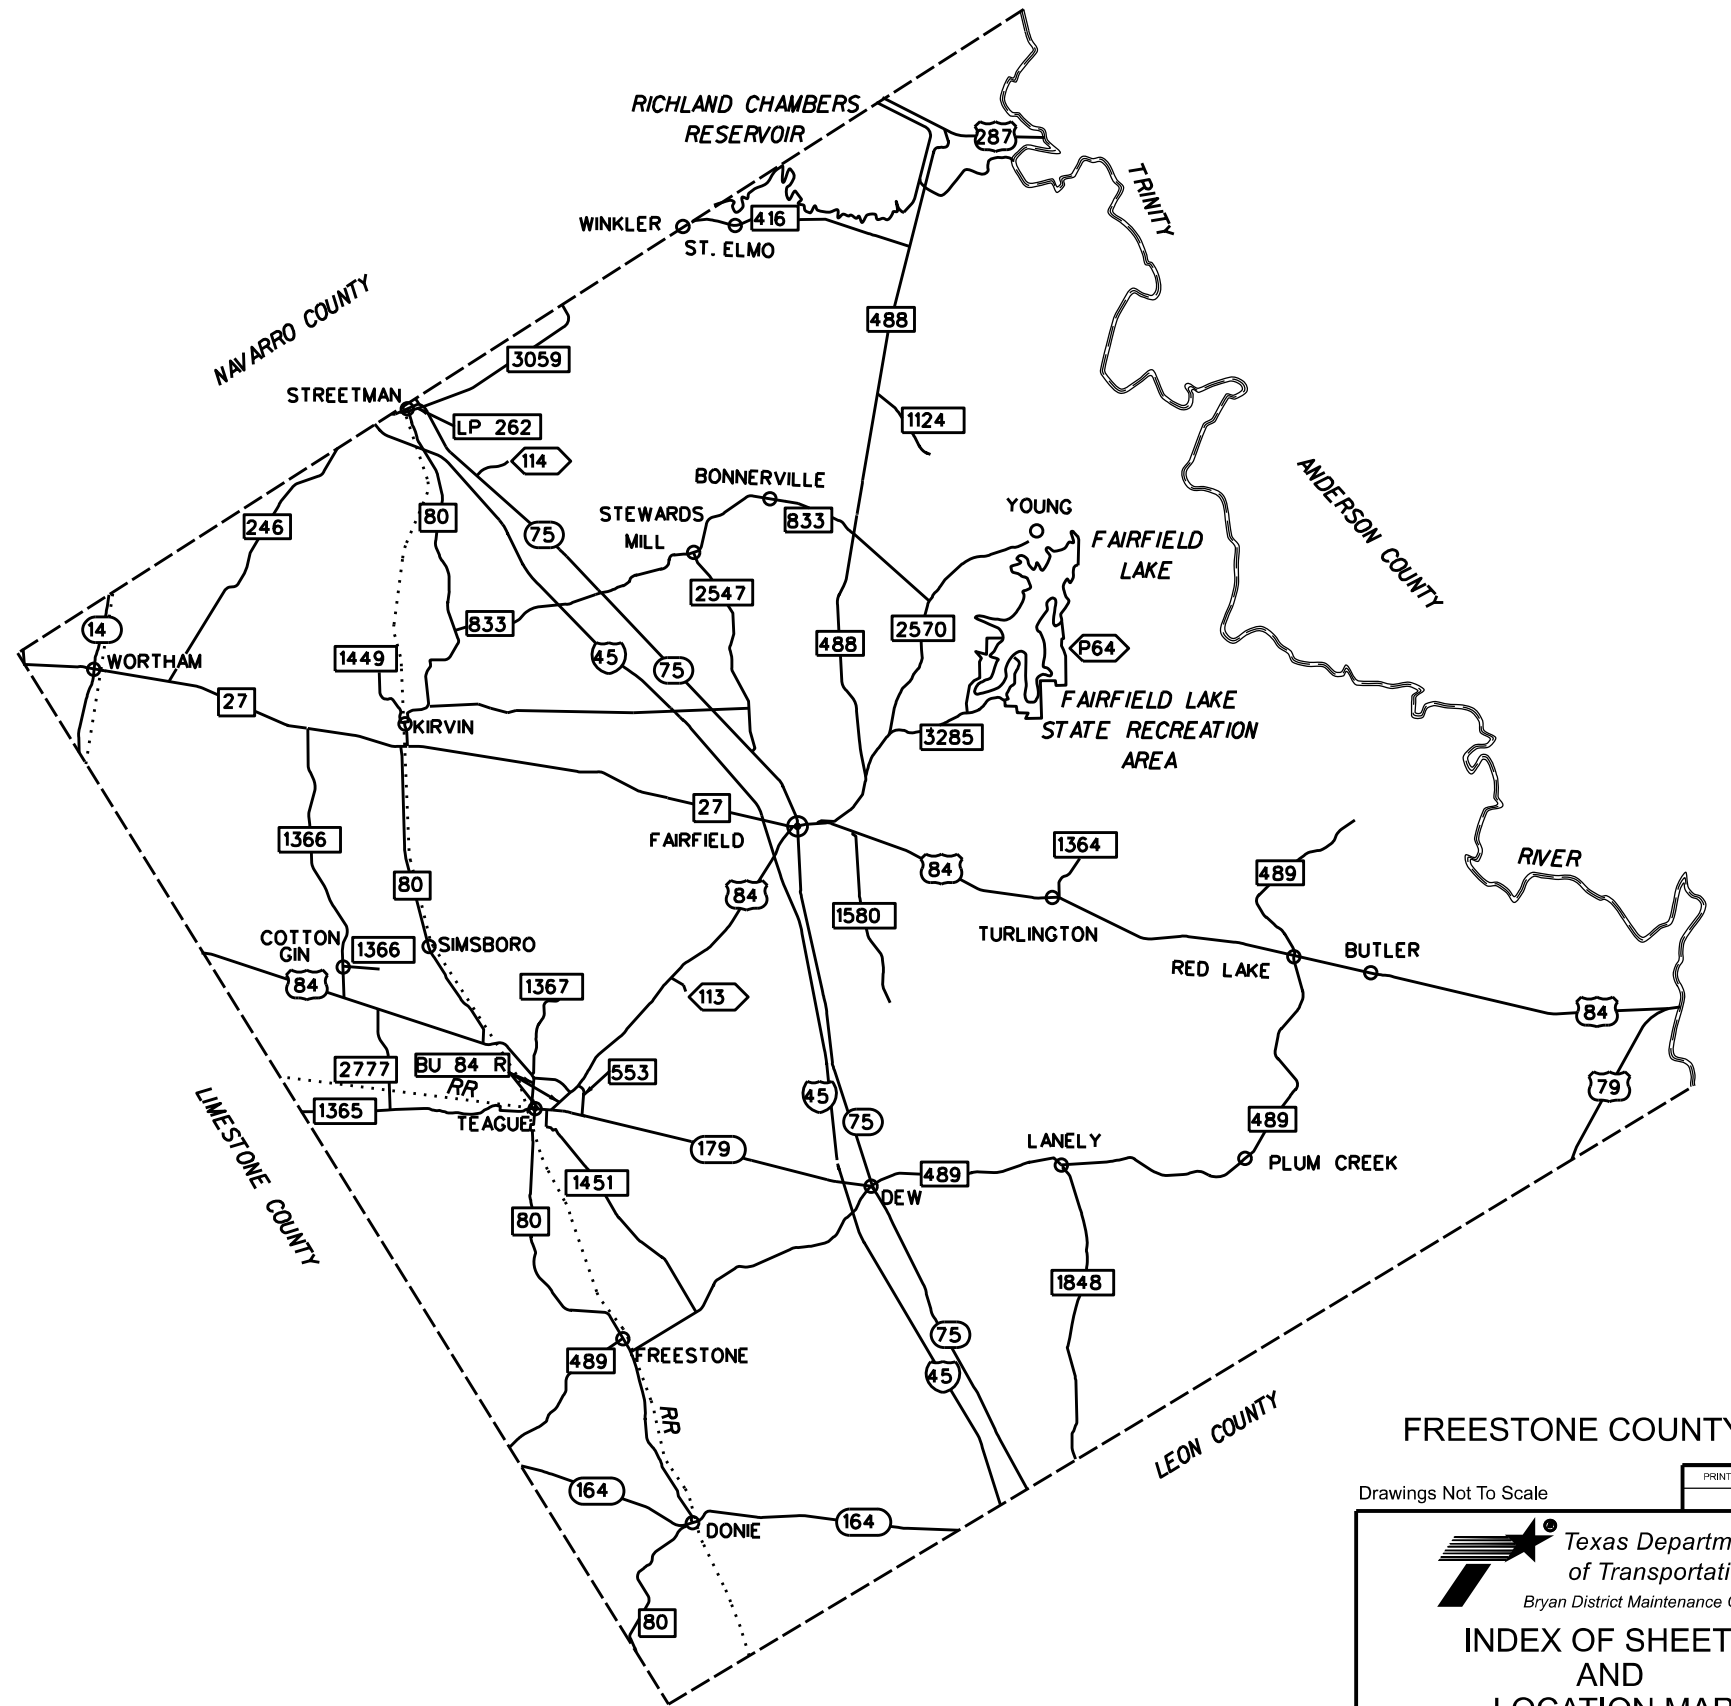 RICHLAND CHAMBERS
RESERVOIR
287
TRINITY
WINKLER
416
ST. ELMO
NAVARRO COUNTY
488
3059
STREETMAN
LP 262
1124
114
BONNERVILLE
ANDERSON COUNTY
YOUNG
STEWARDS
MILL
833
246
80
75
FAIRFIELD
LAKE
2547
833
14
2570
488
1449
45
75
P64
WORTHAM
27
FAIRFIELD LAKE
STATE RECREATION
AREA
KIRVIN
3285
27
1366
FAIRFIELD
1364
RIVER
84
489
80
84
1580
COTTON
GIN
1366
SIMSBORO
TURLINGTON
BUTLER
RED LAKE
84
1367
113
84
2777
BU 84 R
553
RR
79
1365
45
TEAGUE
75
489
LIMESTONE COUNTY
179
LANELY
PLUM CREEK
1451
489
DEW
80
1848
75
489
FREESTONE
45
RR
LEON COUNTY
164
164
DONIE
80
FREESTONE COUNTY
PRINT
Drawings Not To Scale
Texas Departm
of Transportati
Bryan District Maintenance
INDEX OF SHEET
AND
LOCATION MAP